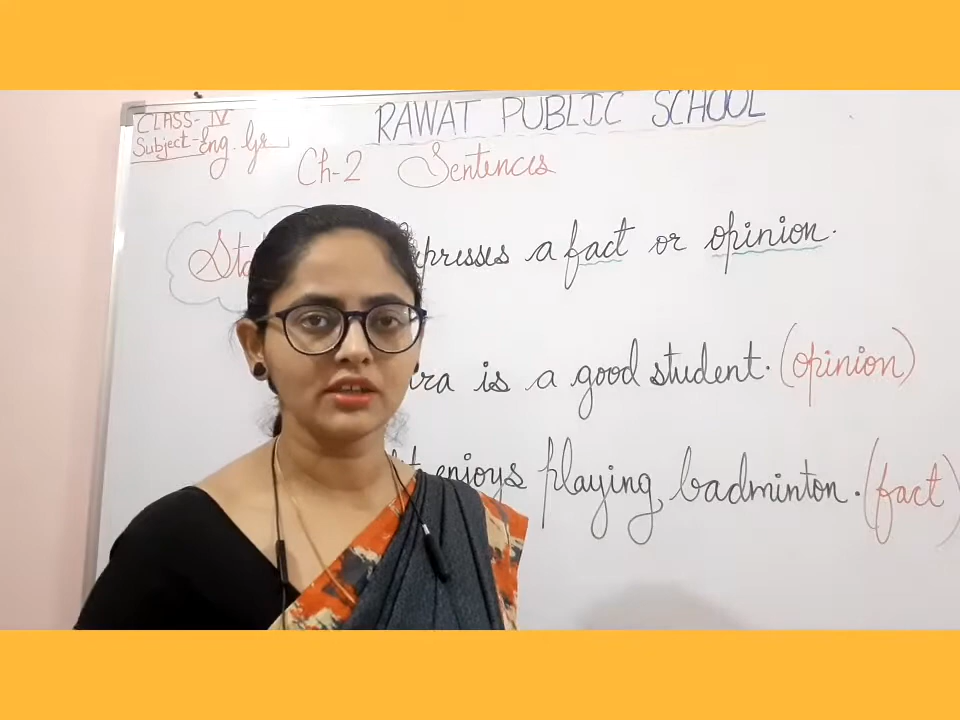 RAWAT PUBLIC SCHOOL
CLASS- IV
Subject- Eng. Gr
Ch-2 Sentences
a fact or opinion.
is a good student. (opinion)
enjoys playing badminton. (fact)